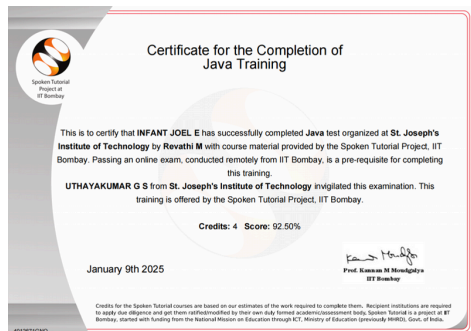 Certificate for the Completion of
Java Training
Spoken Tutorial
Project at
IIT Bombay
This is to certify that INFANT JOEL E has successfully completed Java test organized at St. Joseph's
Institute of Technology by Revathi M with course material provided by the Spoken Tutorial Project, IIT
Bombay. Passing an online exam, conducted remotely from IIT Bombay, is a pre-requisite for completing
this training.
UTHAYAKUMAR G S from St. Joseph's Institute of Technology invigilated this examination. This
training is offered by the Spoken Tutorial Project, IIT Bombay.
Credits: 4 Score: 92.50%
January 9th 2025
Prof. Kannan M Moudgalya
IIT Bombay
Credits for the Spoken Tutorial courses are based on our estimates of the work required to complete them. Recipient institutions are required
to apply due diligence and get them ratified/modified by their own duly formed academic/assessment body. Spoken Tutorial is a project at IIT
Bombay, started with funding from the National Mission on Education through ICT, Ministry of Education (previously MHRD), Govt. of India.